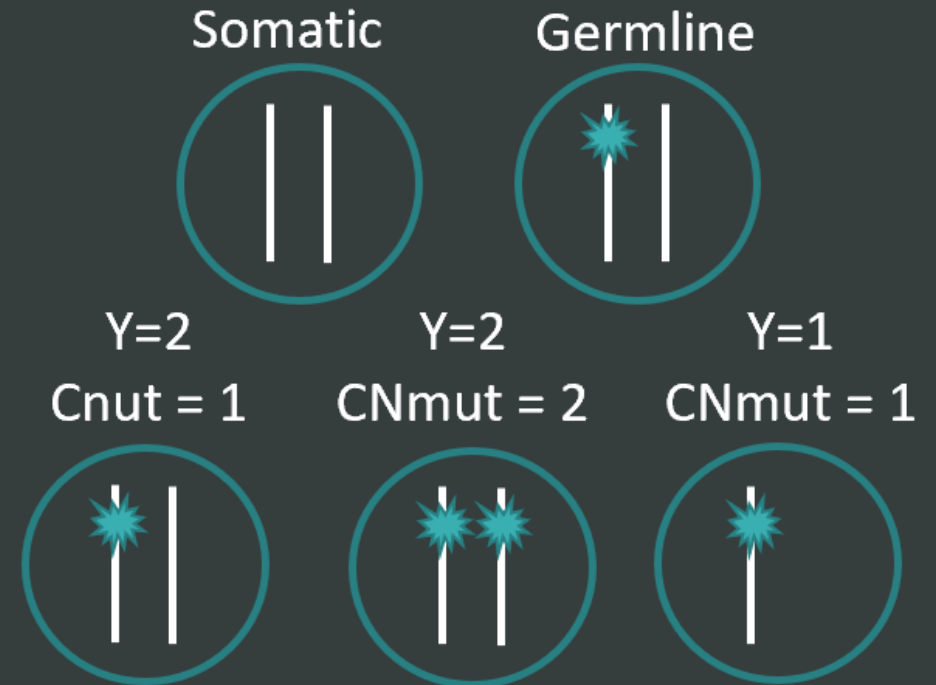 Somatic Germline
Y=2 Y=2 Y=1
Cnut = 1 CNmut = 2 CNmut = 1